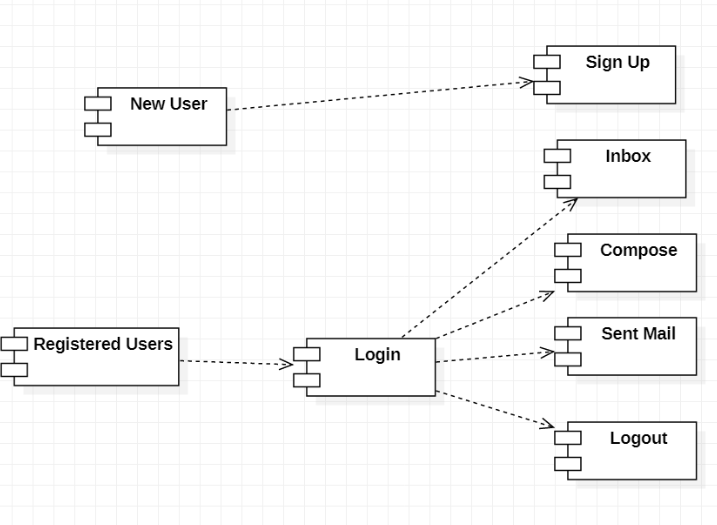 Sign Up
New User
Inbox
Compose
Registered Users
Login
Sent Mail
Logout